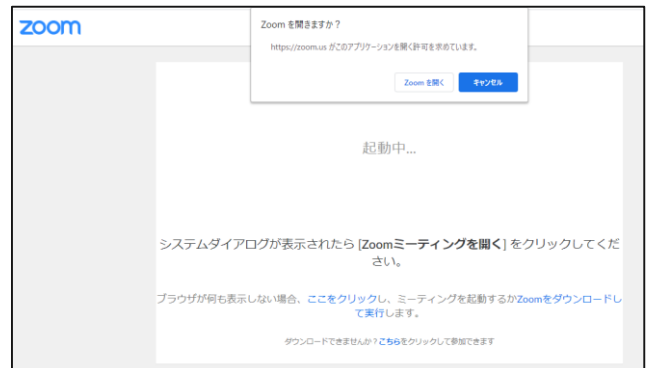 zoom
Zoom を開きますか？
https://zoom.us がこのアプリケーションを開く許可を求めています。
Zoom を開く
キャンセル
起動中...
システムダイアログが表示されたら [Zoomミーティングを開く] をクリックしてくだ
さい。
ブラウザが何も表示しない場合、ここをクリックし、ミーティングを起動するかZoomをダウンロードし
て実行します。
ダウンロードできませんか？こちらをクリックして参加できます